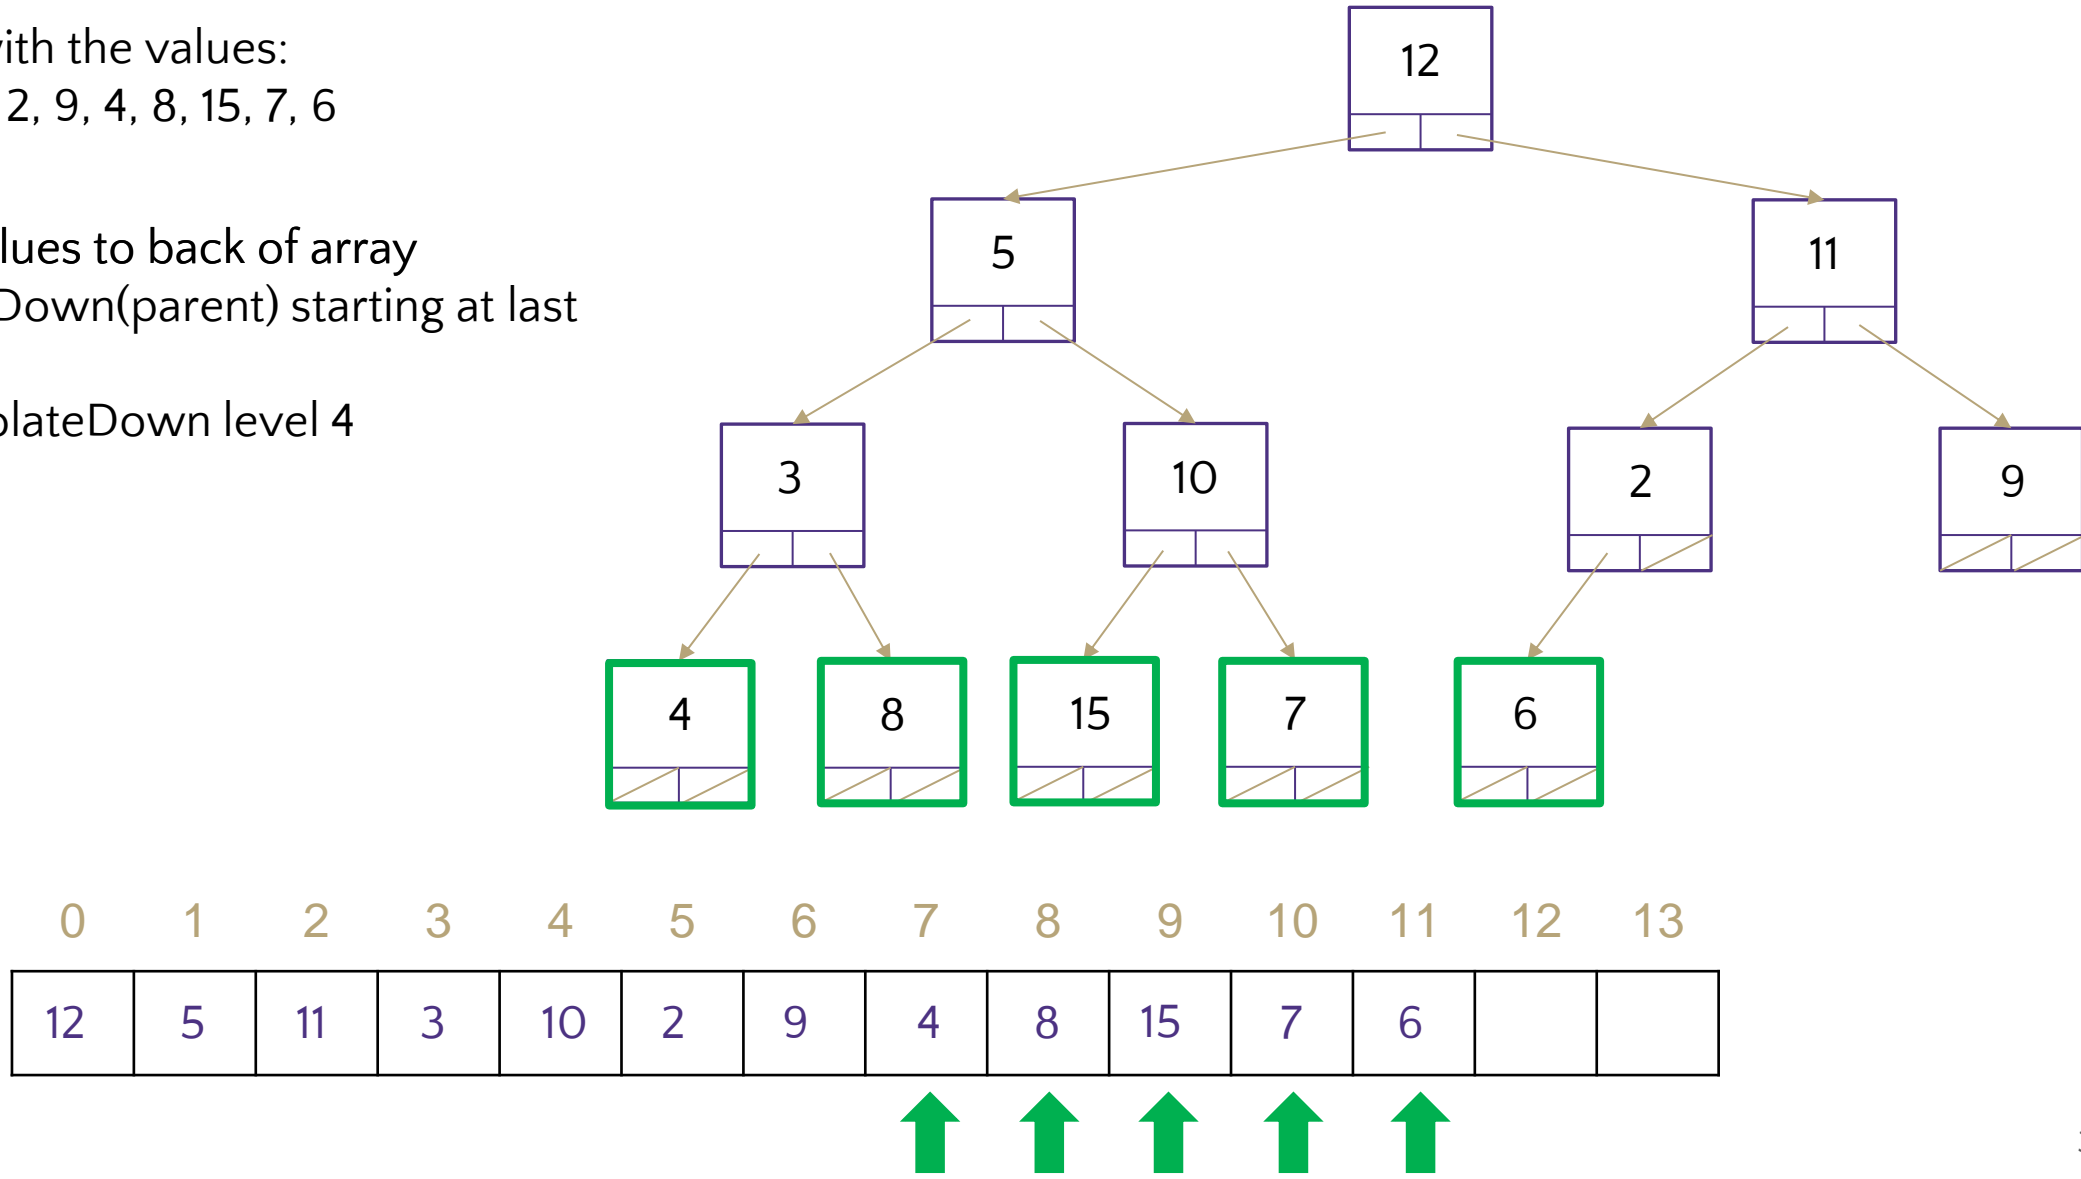 with the values:
2, 9, 4, 8, 15, 7, 6
lues to back of array
Down(parent) starting at last
lateDown level 4
12
5 11
3 10 2 9
4 8 15 7 6
0 1 2 3 4 5 6 7 8 9 10 11 12 13
12 5 11 3 10 2 9 4 8 15 7 6